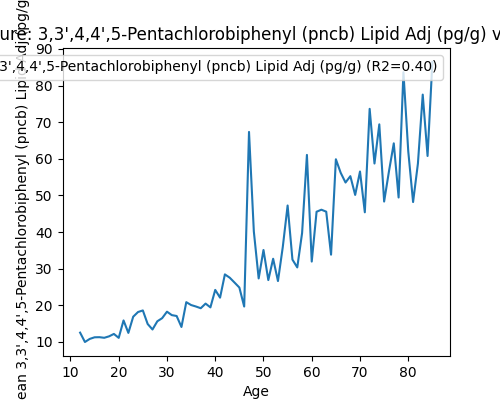 ure: 3,3',4,4',5-Pentachlorobiphenyl (pncb) Lipid Adj (pg/g) v
3',4,4',5-Pentachlorobiphenyl (pncb) Lipid Adj (pg/g) (R2=0.40)
ean 3,3',4,4',5-Pentachlorobiphenyl (pncb) Lipid Adj (pg/g
90
80
70
60
50
40
30
20
10
10 20 30 40 50 60 70 80
Age